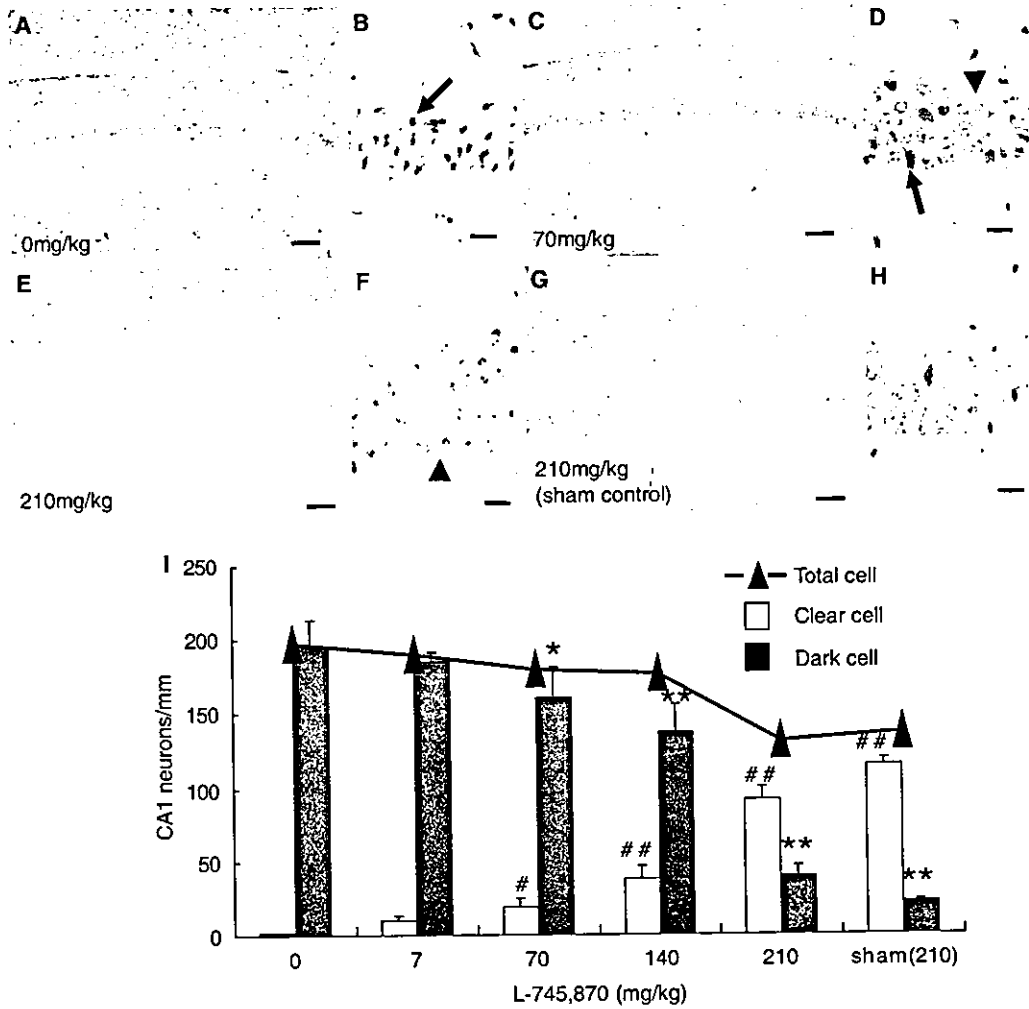 A B C D
0mg/kg 70mg/kg
E F G H
210mg/kg 210mg/kg
(sham control)
I
250
200
150
100
50
0
CA1 neurons/mm
Total cell
Clear cell
Dark cell
*
**
##
##
##
**
#
**
0 7 70 140 210 sham(210)
L-745,870 (mg/kg)